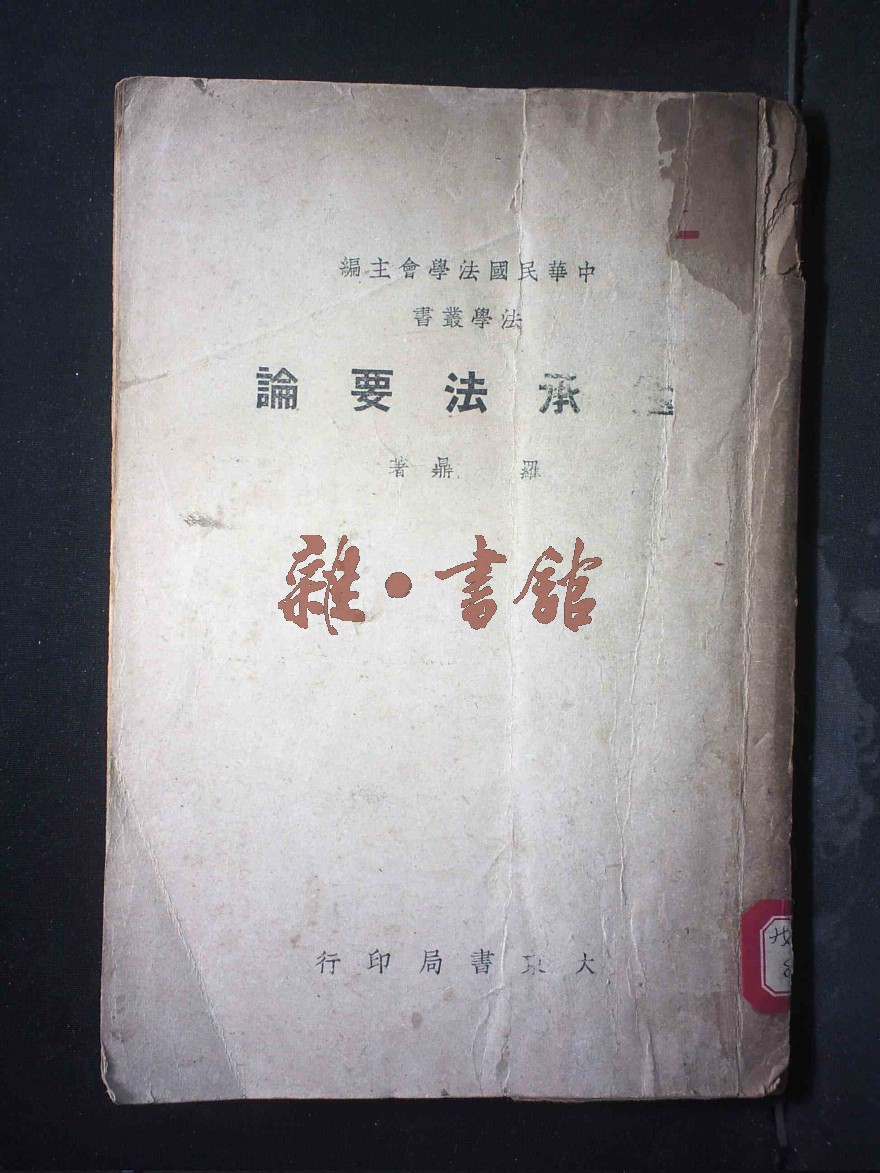 中華民國法學會主編
法學叢書
承法要論
羅鼎著
雜•書館
大東書局印行